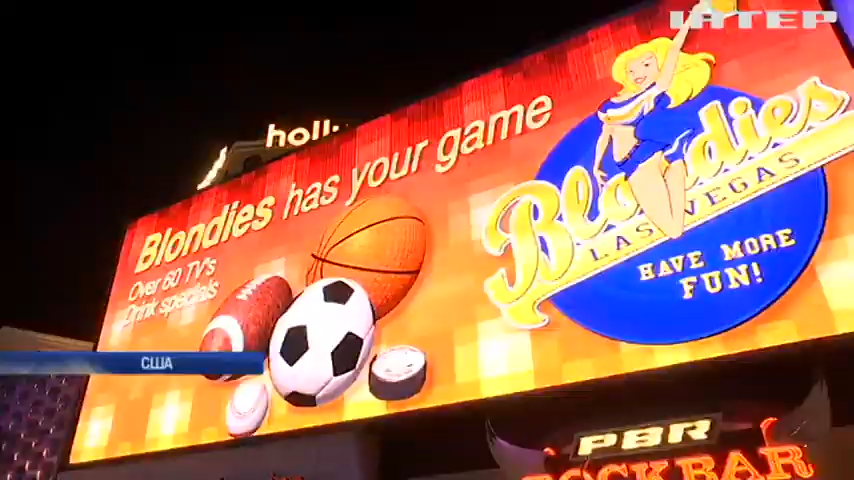 ІНТЕР
holly
Blondies has your game
Over 60 TV's
Drink specials
Blondies
LAS VEGAS
HAVE MORE
FUN!
США
PBR
ROCK BAR